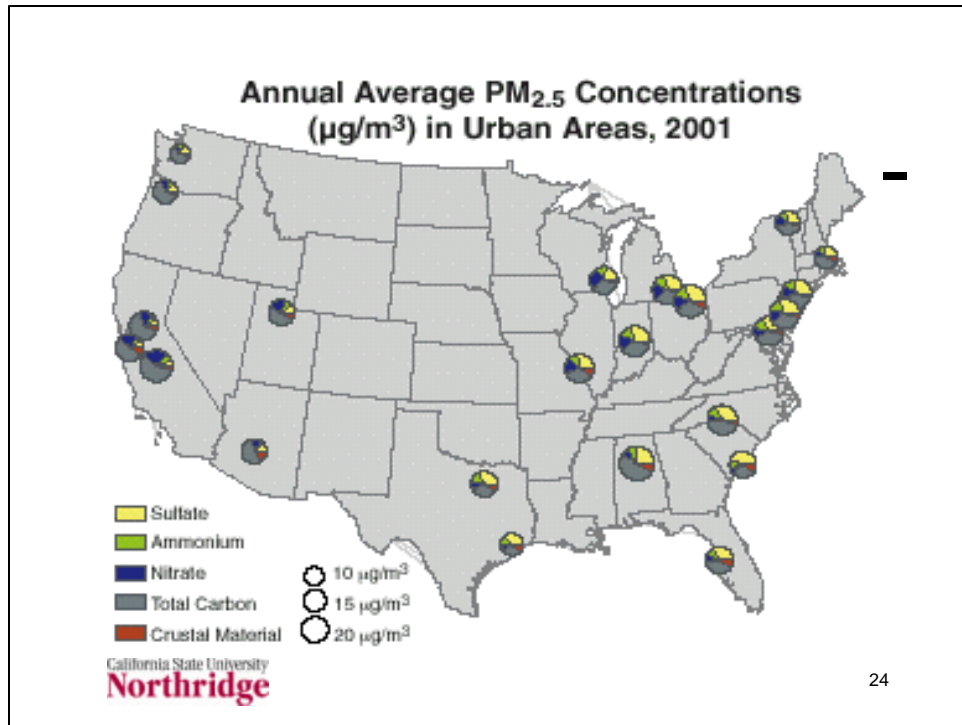 Annual Average PM2.5 Concentrations
(µg/m³) in Urban Areas, 2001
Sulfate
Ammonium
Nitrate
Total Carbon
Crustal Material
10 µg/m³
15 µg/m³
20 µg/m³
California State University
Northridge
24